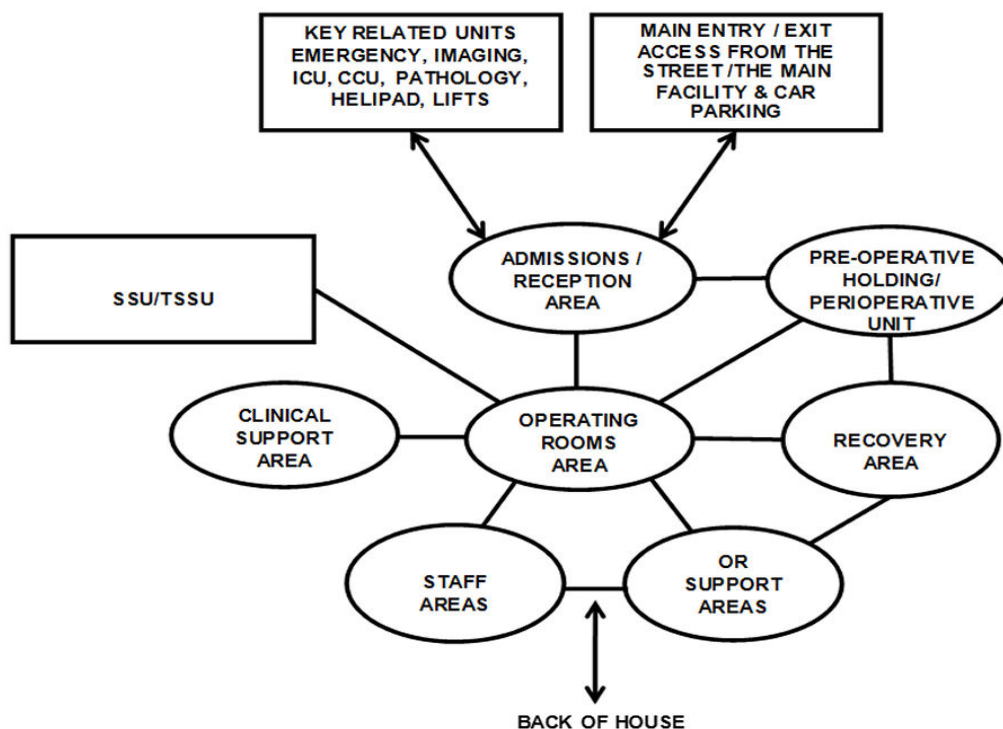 KEY RELATED UNITS
EMERGENCY, IMAGING,
ICU, CCU, PATHOLOGY,
HELIPAD, LIFTS
MAIN ENTRY / EXIT
ACCESS FROM THE
STREET /THE MAIN
FACILITY & CAR
PARKING
SSU/TSSU
ADMISSIONS /
RECEPTION
AREA
PRE-OPERATIVE
HOLDING/
PERIOPERATIVE
UNIT
CLINICAL
SUPPORT
AREA
OPERATING
ROOMS
AREA
RECOVERY
AREA
STAFF
AREAS
OR
SUPPORT
AREAS
BACK OF HOUSE